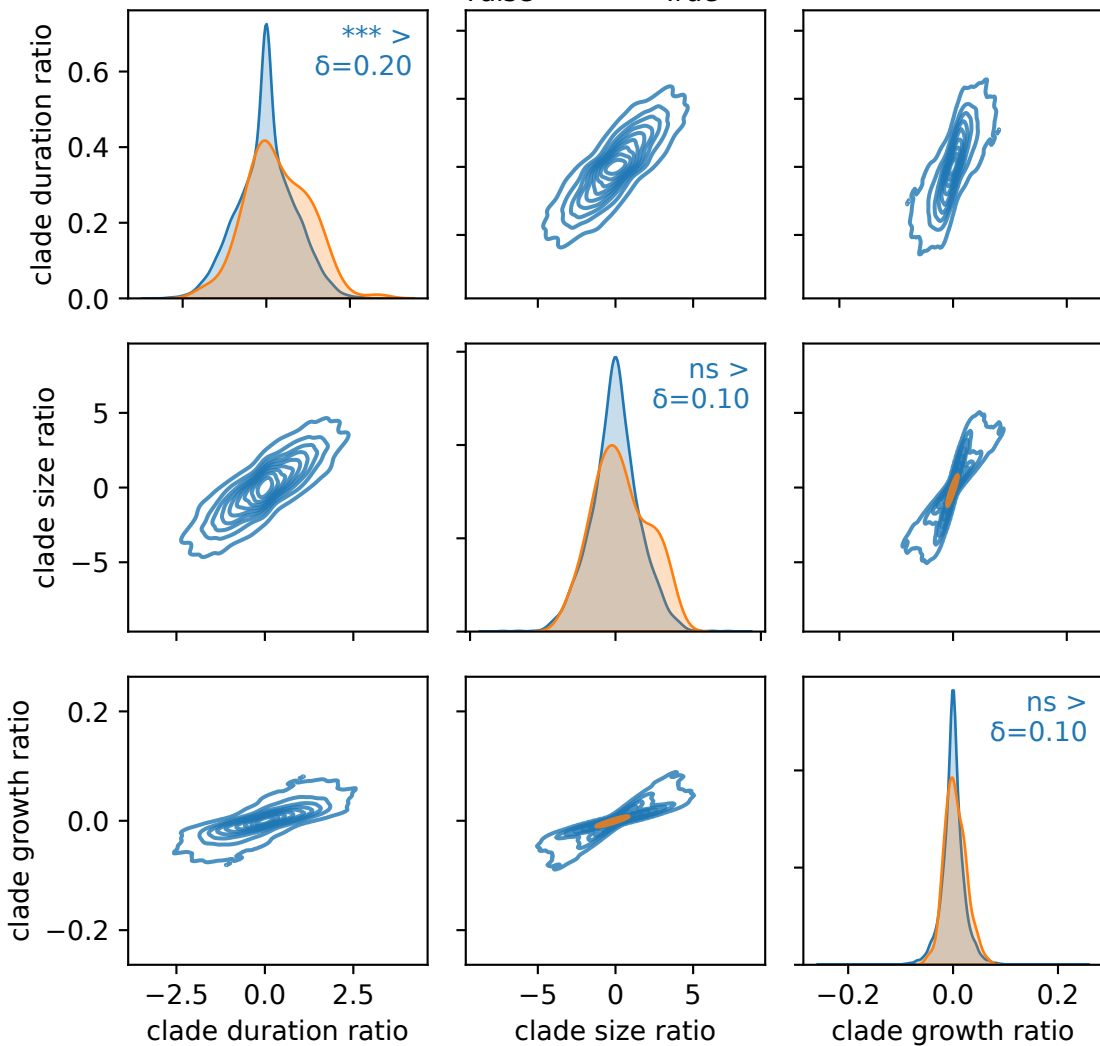 clade duration ratio
0.6
0.4
0.2
0.0
*** >
δ=0.20
clade size ratio
5
0
−5
ns >
δ=0.10
clade growth ratio
0.2
0.0
−0.2
ns >
δ=0.10
−2.5 0.0 2.5
−5 0 5
−0.2 0.0 0.2
clade duration ratio
clade size ratio
clade growth ratio